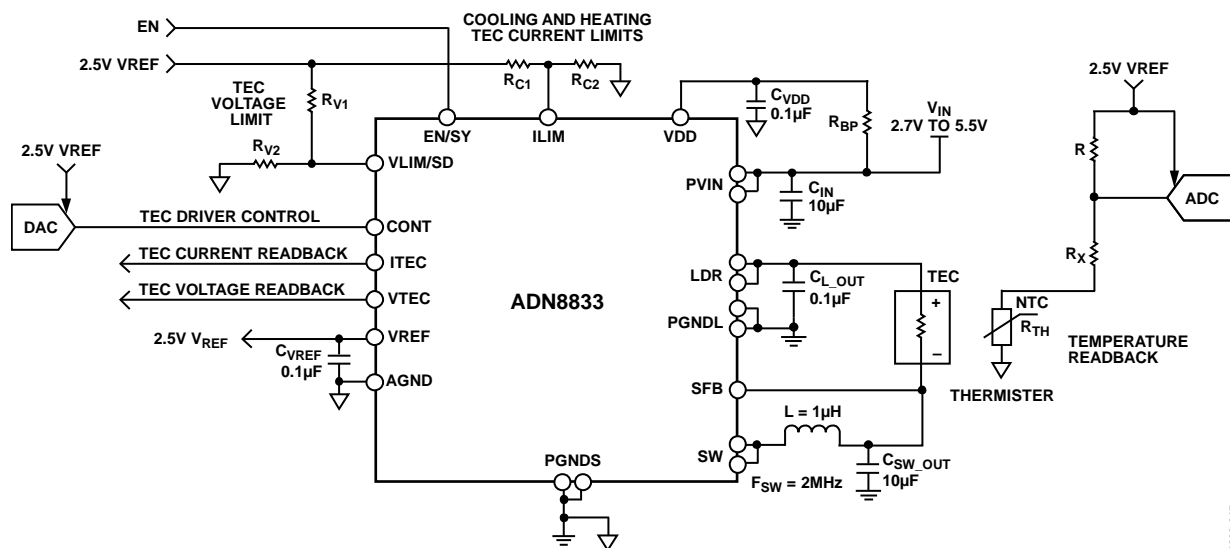 COOLING AND HEATING
TEC CURRENT LIMITS
EN
2.5V VREF
RC1
RC2
TEC
VOLTAGE
LIMIT
RV1
RV2
2.5V VREF
DAC
TEC DRIVER CONTROL
TEC CURRENT READBACK
TEC VOLTAGE READBACK
2.5V VREF
CVREF
0.1µF
EN/SY
ILIM
VDD
VLIM/SD
CONT
ITEC
VTEC
VREF
AGND
ADN8833
PVIN
LDR
PGNDL
SFB
SW
PGNDS
CVDD
0.1µF
RBP
VIN
2.7V TO 5.5V
CIN
10µF
CL_OUT
0.1µF
TEC
+
–
L = 1µH
FSW = 2MHz
CSW_OUT
10µF
2.5V VREF
R
ADC
RX
NTC
RTH
TEMPERATURE
READBACK
THERMISTER